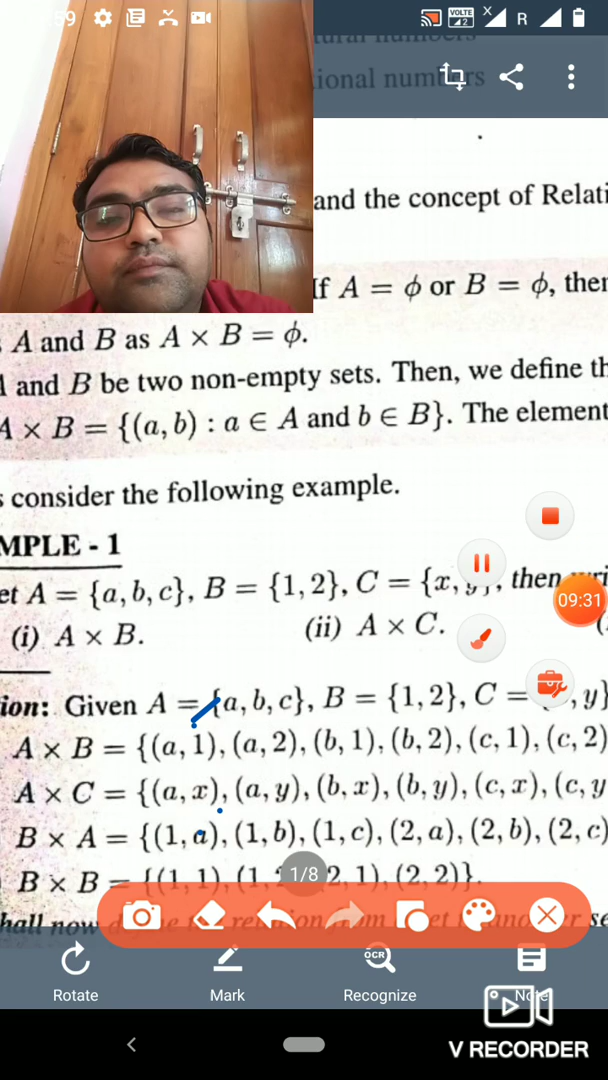 59 VOLTE 2 X R
and the concept of Relati
If A = ϕ or B = ϕ, then
A and B as A × B = ϕ.
A and B be two non-empty sets. Then, we define th
A × B = {(a, b) : a ∈ A and b ∈ B}. The element
s consider the following example.
MPLE - 1
et A = {a, b, c}, B = {1, 2}, C = {x, y}, then wri
(i) A × B. (ii) A × C. (
09:31
ion: Given A = {a, b, c}, B = {1, 2}, C = , y}
A × B = {(a, 1), (a, 2), (b, 1), (b, 2), (c, 1), (c, 2)
A × C = {(a, x), (a, y), (b, x), (b, y), (c, x), (c, y
B × A = {(1, a), (1, b), (1, c), (2, a), (2, b), (2, c)
B × B = {(1, 1), (1, 2, 1), (2, 2)}.
1/8
hall now
OCR
Rotate Mark Recognize Note
V RECORDER